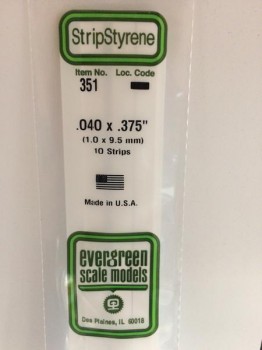 StripStyrene
Item No. Loc. Code
351
.040 x .375"
(1.0 x 9.5 mm)
10 Strips
Made in U.S.A.
evergreen
scale models
Des Plaines, IL 60018